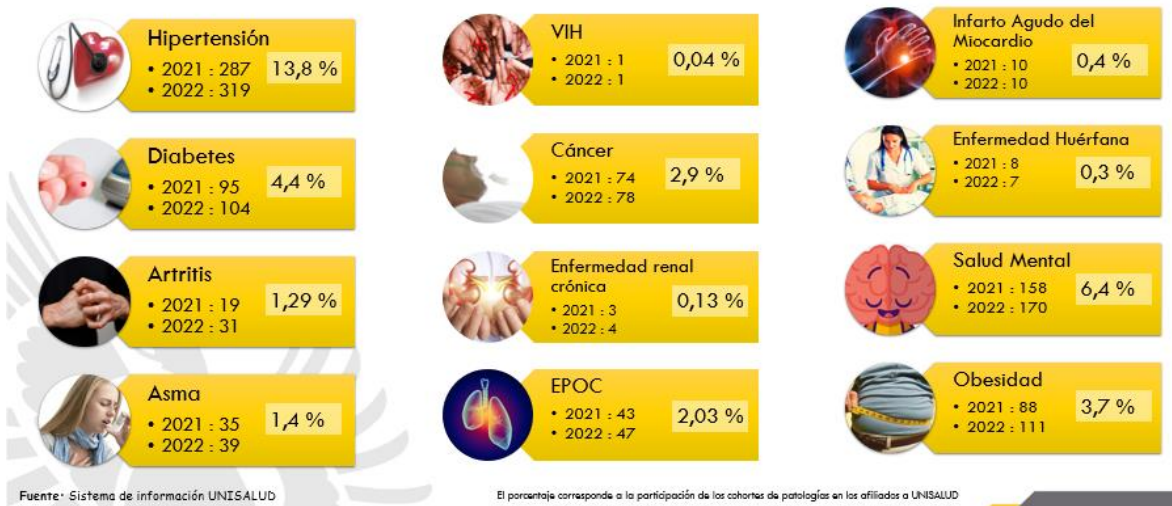 Hipertensión
• 2021 : 287
• 2022 : 319
13,8 %
Diabetes
• 2021 : 95
• 2022 : 104
4,4 %
Artritis
• 2021 : 19
• 2022 : 31
1,29 %
Asma
• 2021 : 35
• 2022 : 39
1,4 %
VIH
• 2021 : 1
• 2022 : 1
0,04 %
Cáncer
• 2021 : 74
• 2022 : 78
2,9 %
Enfermedad renal
crónica
• 2021 : 3
• 2022 : 4
0,13 %
EPOC
• 2021 : 43
• 2022 : 47
2,03 %
Infarto Agudo del
Miocardio
• 2021 : 10
• 2022 : 10
0,4 %
Enfermedad Huérfana
• 2021 : 8
• 2022 : 7
0,3 %
Salud Mental
• 2021 : 158
• 2022 : 170
6,4 %
Obesidad
• 2021 : 88
• 2022 : 111
3,7 %
Fuente: Sistema de información UNISALUD
El porcentaje corresponde a la participación de los cohortes de patologías en los afiliados a UNISALUD